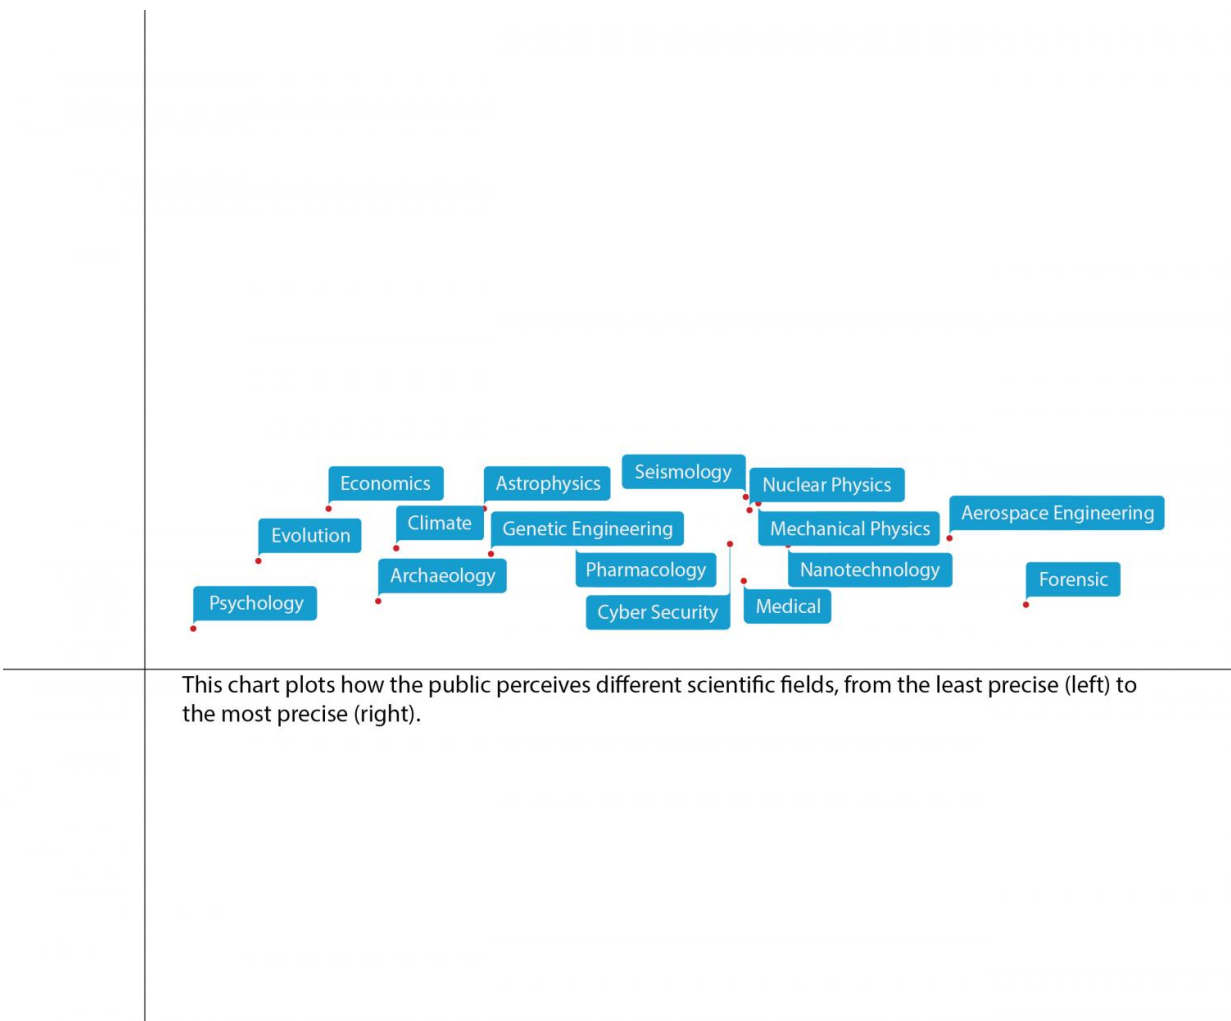 Seismology
Economics
Astrophysics
Nuclear Physics
Aerospace Engineering
Climate
Genetic Engineering
Mechanical Physics
Evolution
Archaeology
Pharmacology
Nanotechnology
Forensic
Psychology
Cyber Security
Medical
This chart plots how the public perceives different scientific fields, from the least precise (left) to
the most precise (right).